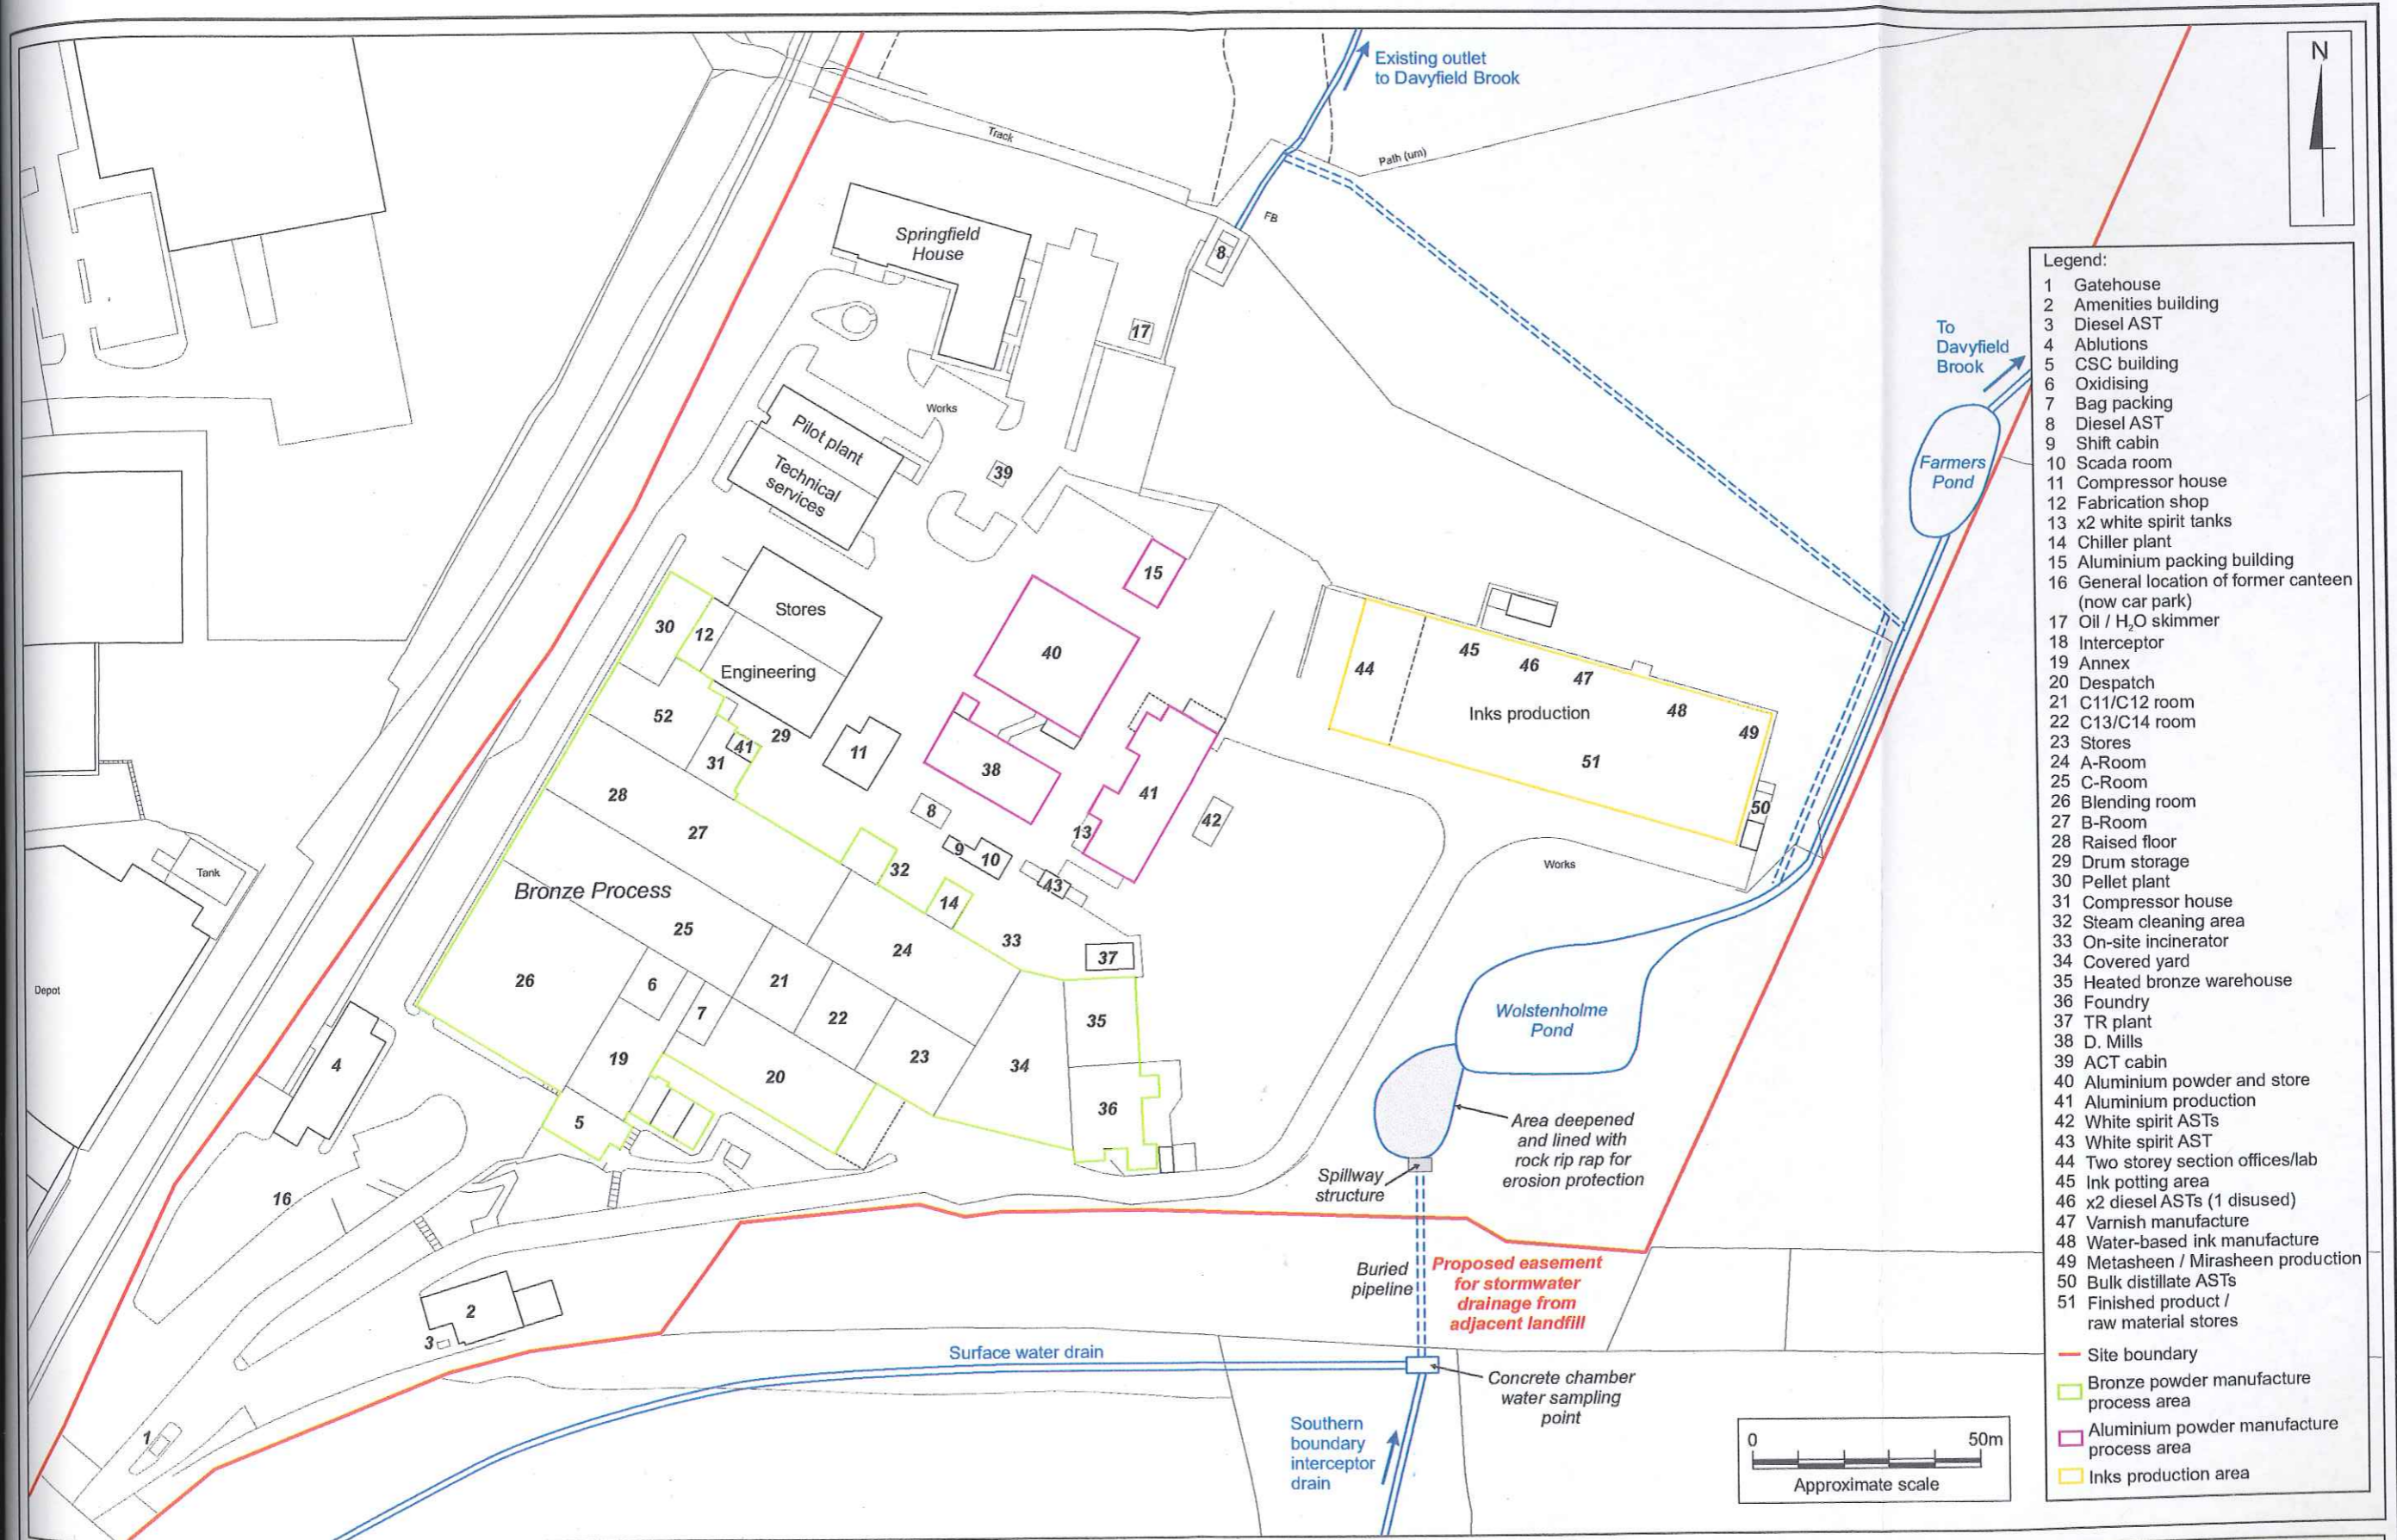 Existing outlet
to Davyfield Brook
N
Track
Path (um)
FB
Springfield
House
8
17
Legend:
1 Gatehouse
2 Amenities building
3 Diesel AST
4 Ablutions
5 CSC building
6 Oxidising
7 Bag packing
8 Diesel AST
9 Shift cabin
10 Scada room
11 Compressor house
12 Fabrication shop
13 x2 white spirit tanks
14 Chiller plant
15 Aluminium packing building
16 General location of former canteen
(now car park)
17 Oil / H₂O skimmer
18 Interceptor
19 Annex
20 Despatch
21 C11/C12 room
22 C13/C14 room
23 Stores
24 A-Room
25 C-Room
26 Blending room
27 B-Room
28 Raised floor
29 Drum storage
30 Pellet plant
31 Compressor house
32 Steam cleaning area
33 On-site incinerator
34 Covered yard
35 Heated bronze warehouse
36 Foundry
37 TR plant
38 D. Mills
39 ACT cabin
40 Aluminium powder and store
41 Aluminium production
42 White spirit ASTs
43 White spirit AST
44 Two storey section offices/lab
45 Ink potting area
46 x2 diesel ASTs (1 disused)
47 Varnish manufacture
48 Water-based ink manufacture
49 Metasheen / Mirasheen production
50 Bulk distillate ASTs
51 Finished product /
raw material stores
Site boundary
Bronze powder manufacture
process area
Aluminium powder manufacture
process area
Inks production area
To
Davyfield
Brook
Farmers
Pond
Works
Pilot plant
Technical
services
39
15
Stores
30
12
40
Engineering
44
45
46
47
48
49
Inks production
51
50
52
41
29
31
11
38
41
42
13
28
27
8
9
10
43
32
14
Works
Tank
Bronze Process
25
24
33
37
26
6
21
7
22
35
Depot
Wolstenholme
Pond
4
19
20
23
34
36
5
Area deepened
and lined with
rock rip rap for
erosion protection
Spillway
structure
16
2
3
Buried
pipeline
Proposed easement
for stormwater
drainage from
adjacent landfill
Surface water drain
Concrete chamber
water sampling
point
Southern
boundary
interceptor
drain
1
0 50m
Approximate scale